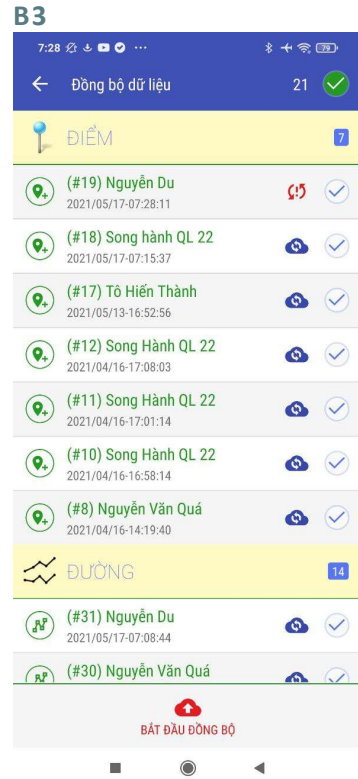 B3
7:28
79
Đồng bộ dữ liệu 21
ĐIỂM 7
(#19) Nguyễn Du
2021/05/17-07:28:11
(#18) Song hành QL 22
2021/05/17-07:15:37
(#17) Tô Hiến Thành
2021/05/13-16:52:56
(#12) Song Hành QL 22
2021/04/16-17:08:03
(#11) Song Hành QL 22
2021/04/16-17:01:14
(#10) Song Hành QL 22
2021/04/16-16:58:14
(#8) Nguyễn Văn Quá
2021/04/16-14:19:40
ĐƯỜNG 14
(#31) Nguyễn Du
2021/05/17-07:08:44
(#30) Nguyễn Văn Quá
BẮT ĐẦU ĐỒNG BỘ